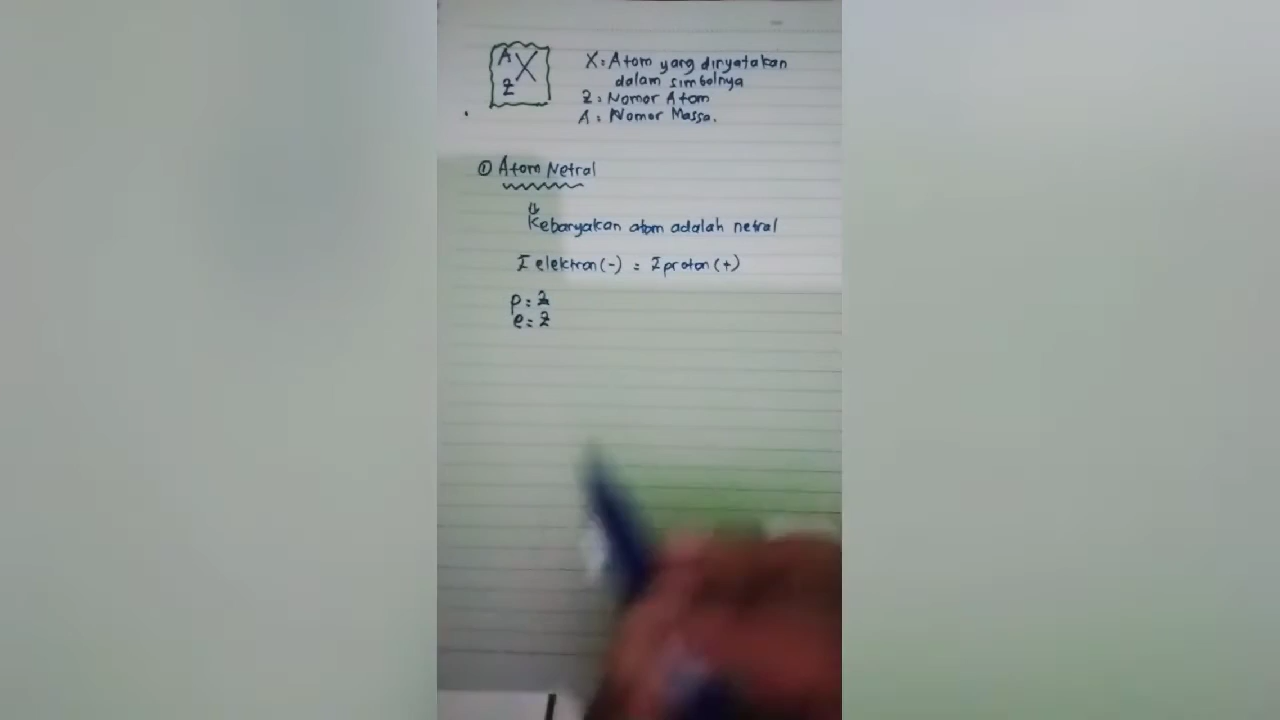 A
X
Z
X : Atom yang dinyatakan
dalam simbolnya
Z : Nomor Atom
A : Nomor Massa.
① Atom Netral
⇓
Kebanyakan atom adalah netral
Σ elektron (-) = Σ proton (+)
p = Z
e = Z